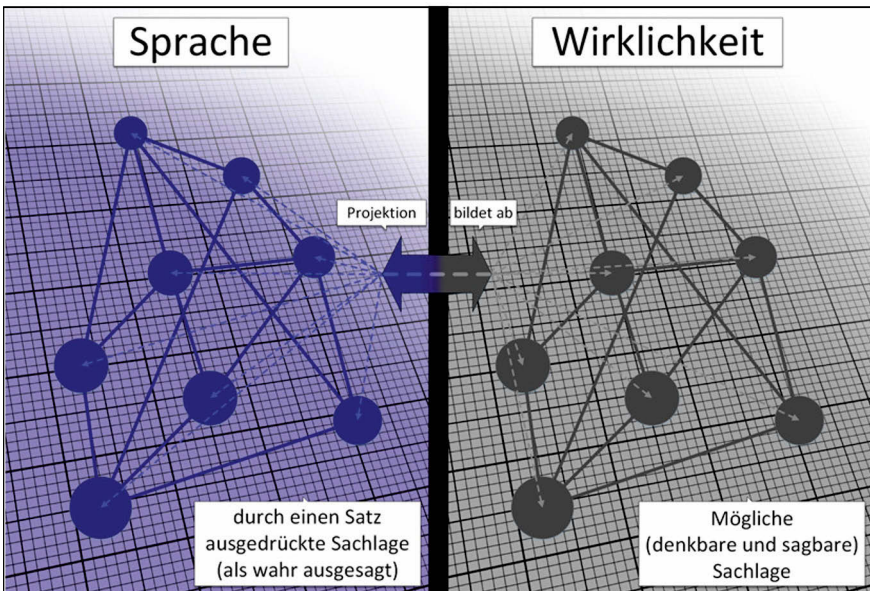 Sprache
Wirklichkeit
Projektion
bildet ab
durch einen Satz
ausgedrückte Sachlage
(als wahr ausgesagt)
Mögliche
(denkbare und sagbare)
Sachlage